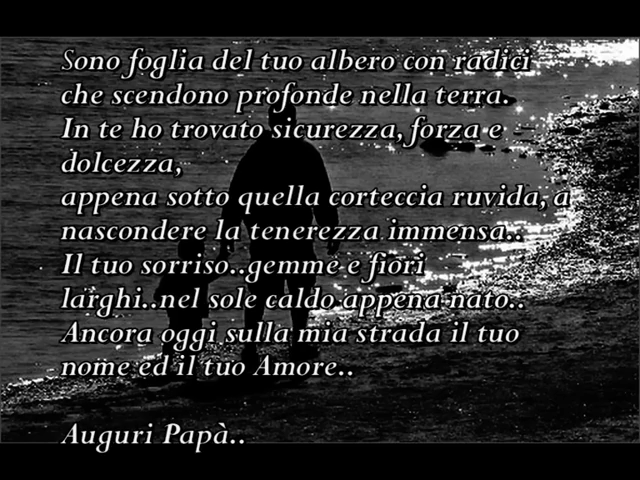 Sono foglia del tuo albero con radici
che scendono profonde nella terra.
In te ho trovato sicurezza, forza e
dolcezza,
appena sotto quella corteccia ruvida, a
nascondere la tenerezza immensa..
Il tuo sorriso..gemme e fiori
larghi..nel sole caldo appena nato..
Ancora oggi sulla mia strada il tuo
nome ed il tuo Amore..
Auguri Papà..